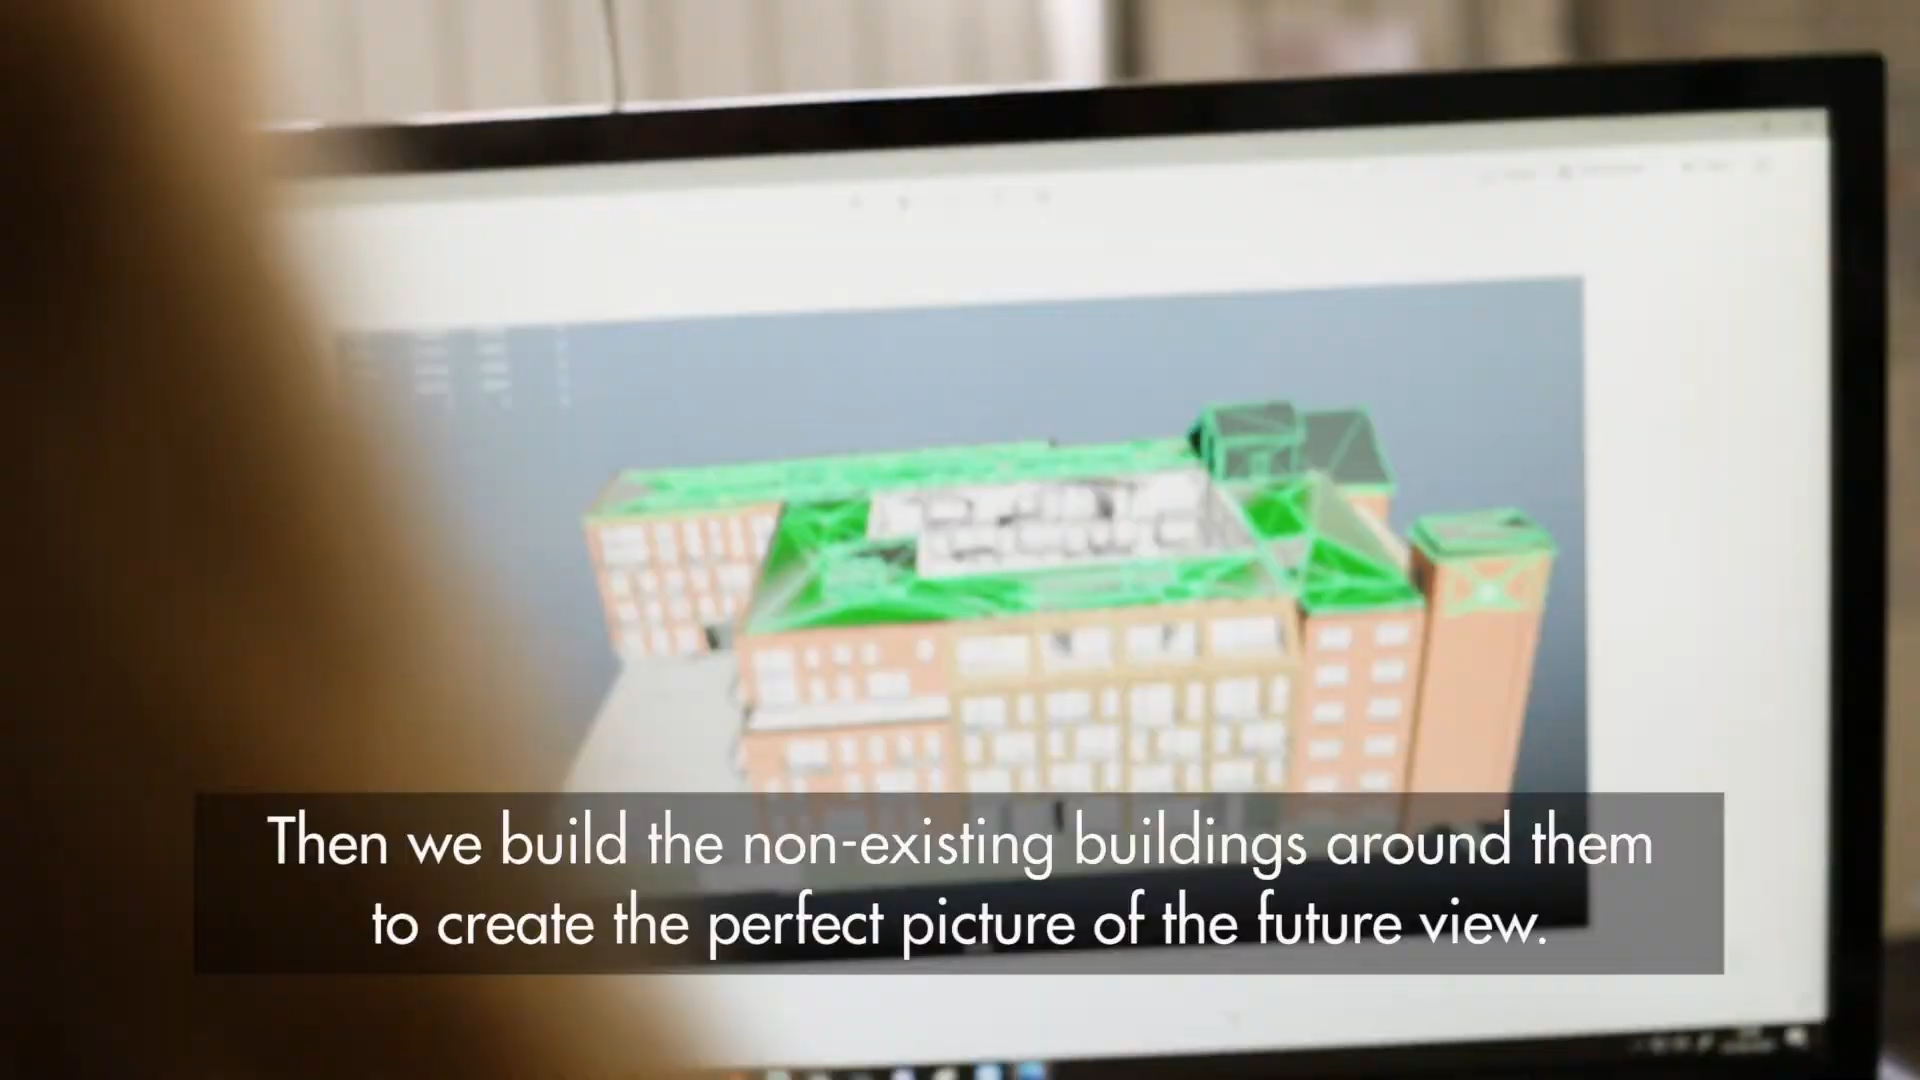 Then we build the non-existing buildings around them
to create the perfect picture of the future view.